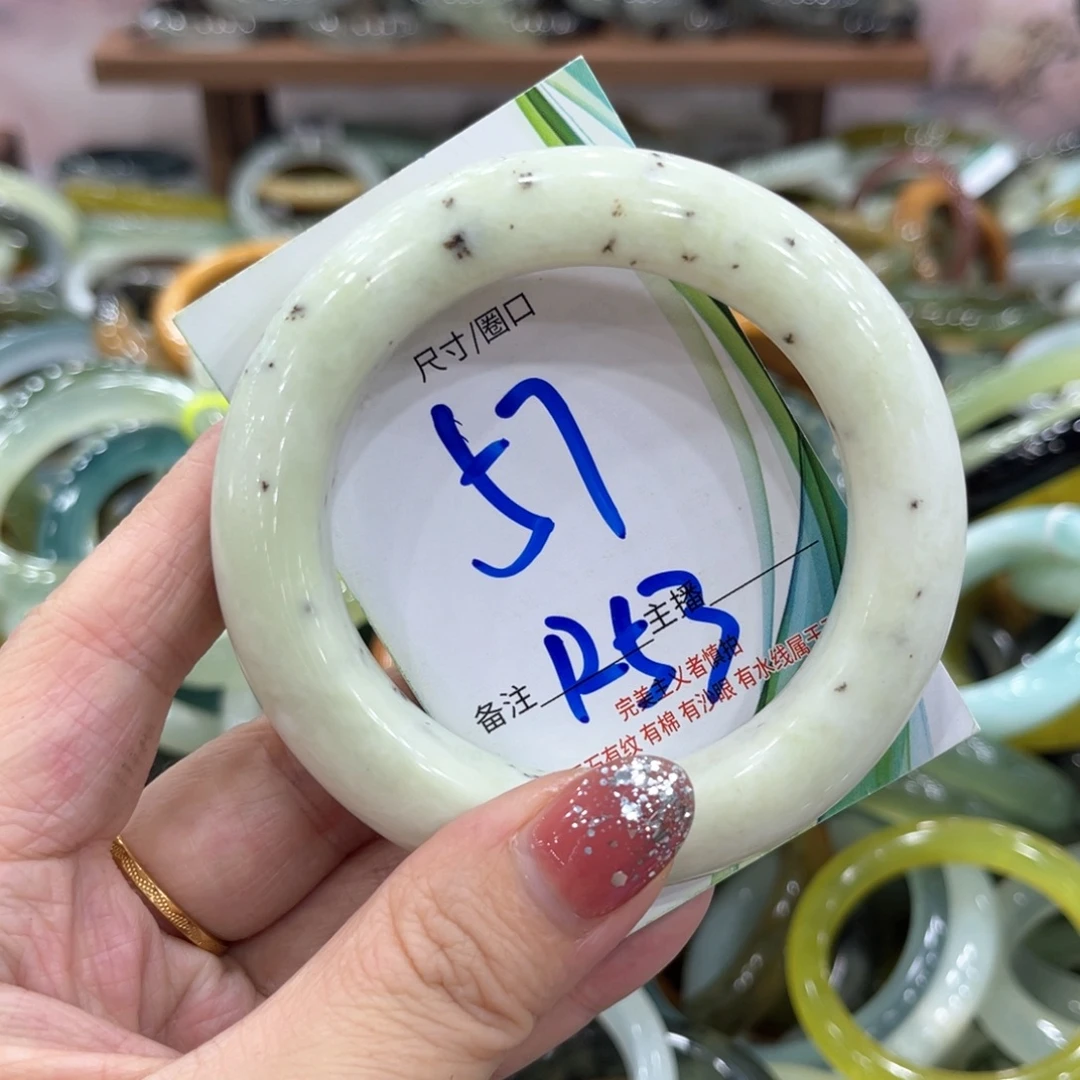 尺寸/圈口
57
主播
备注
完美主义者慎拍
有纹 有棉 有沙眼 有水线属于